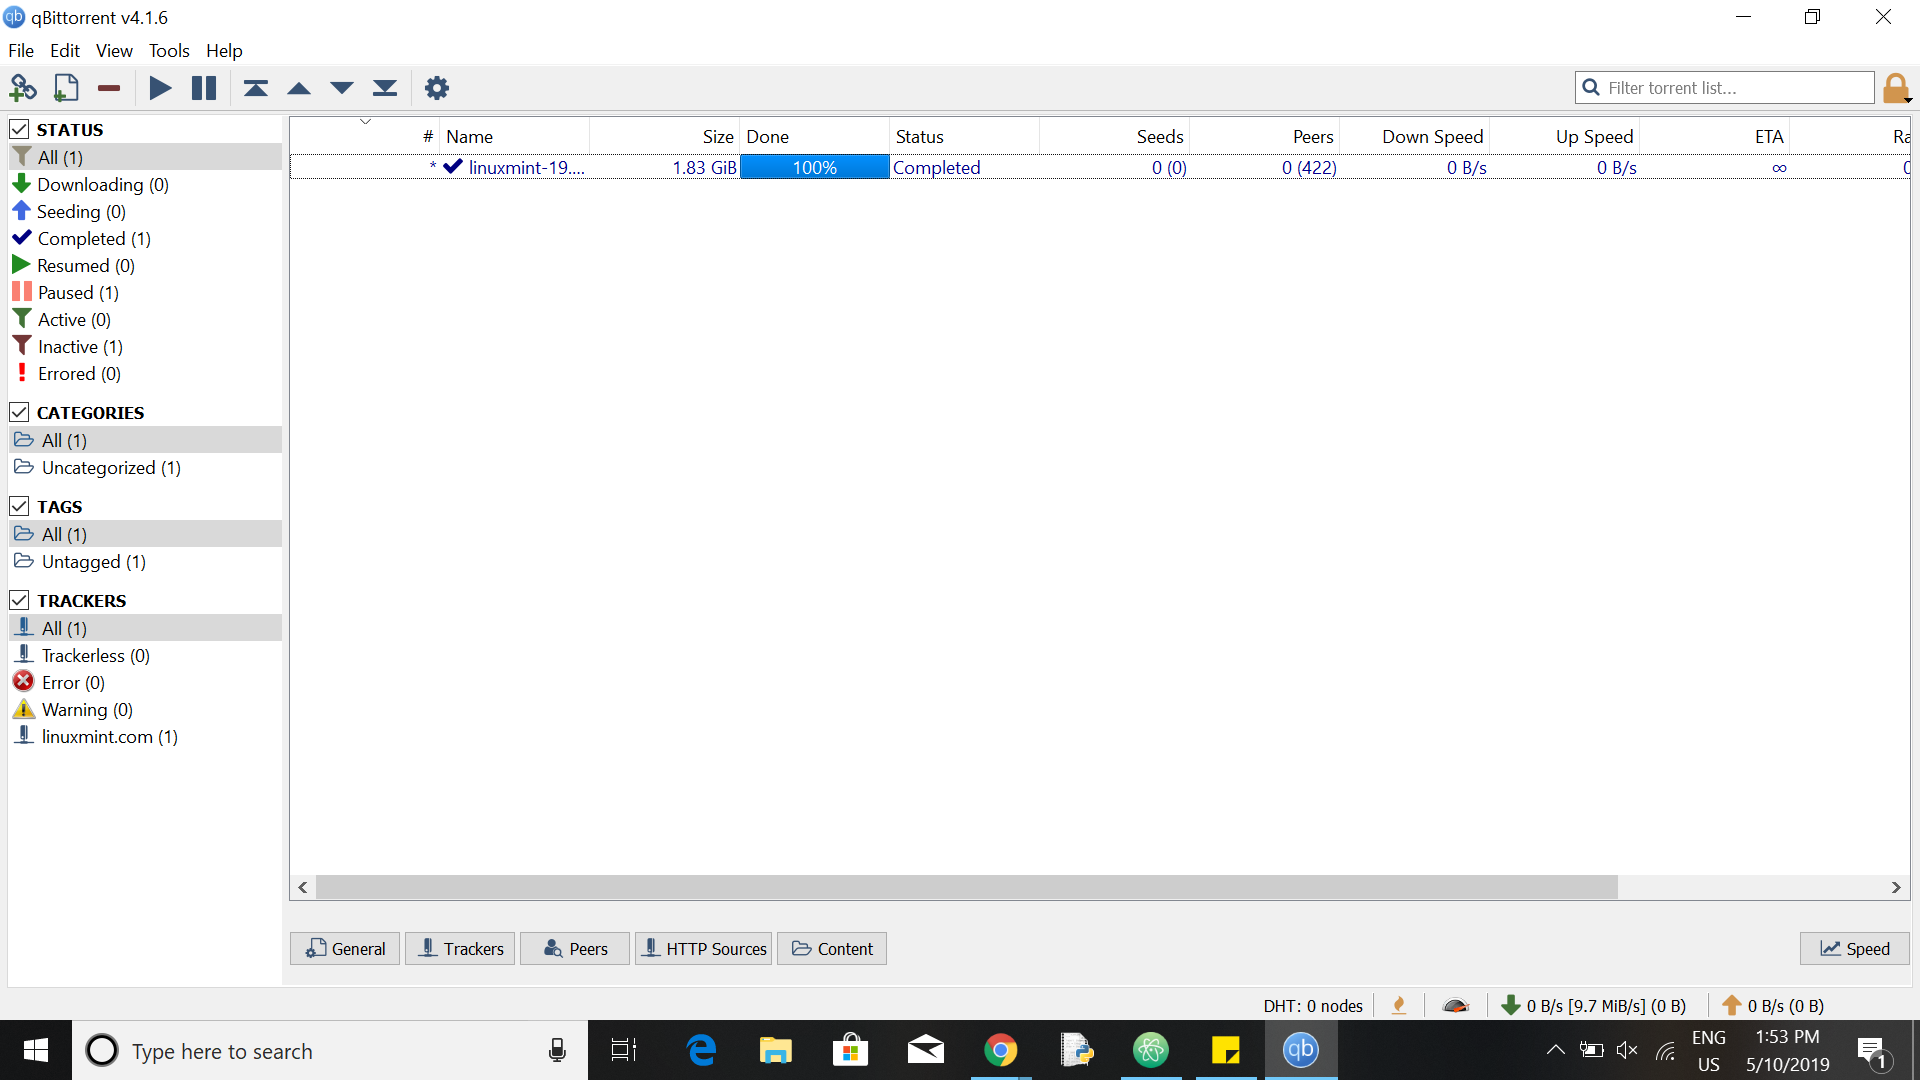 qb qBittorrent v4.1.6
File Edit View Tools Help
Filter torrent list...
STATUS
All (1)
Downloading (0)
Seeding (0)
Completed (1)
Resumed (0)
Paused (1)
Active (0)
Inactive (1)
Errored (0)
CATEGORIES
All (1)
Uncategorized (1)
TAGS
All (1)
Untagged (1)
TRACKERS
All (1)
Trackerless (0)
Error (0)
Warning (0)
linuxmint.com (1)
# Name Size Done Status Seeds Peers Down Speed Up Speed ETA Ra
* linuxmint-19.... 1.83 GiB 100% Completed 0 (0) 0 (422) 0 B/s 0 B/s ∞
General Trackers Peers HTTP Sources Content Speed
DHT: 0 nodes 0 B/s [9.7 MiB/s] (0 B) 0 B/s (0 B)
Type here to search
qb
ENG
US
1:53 PM
5/10/2019
1